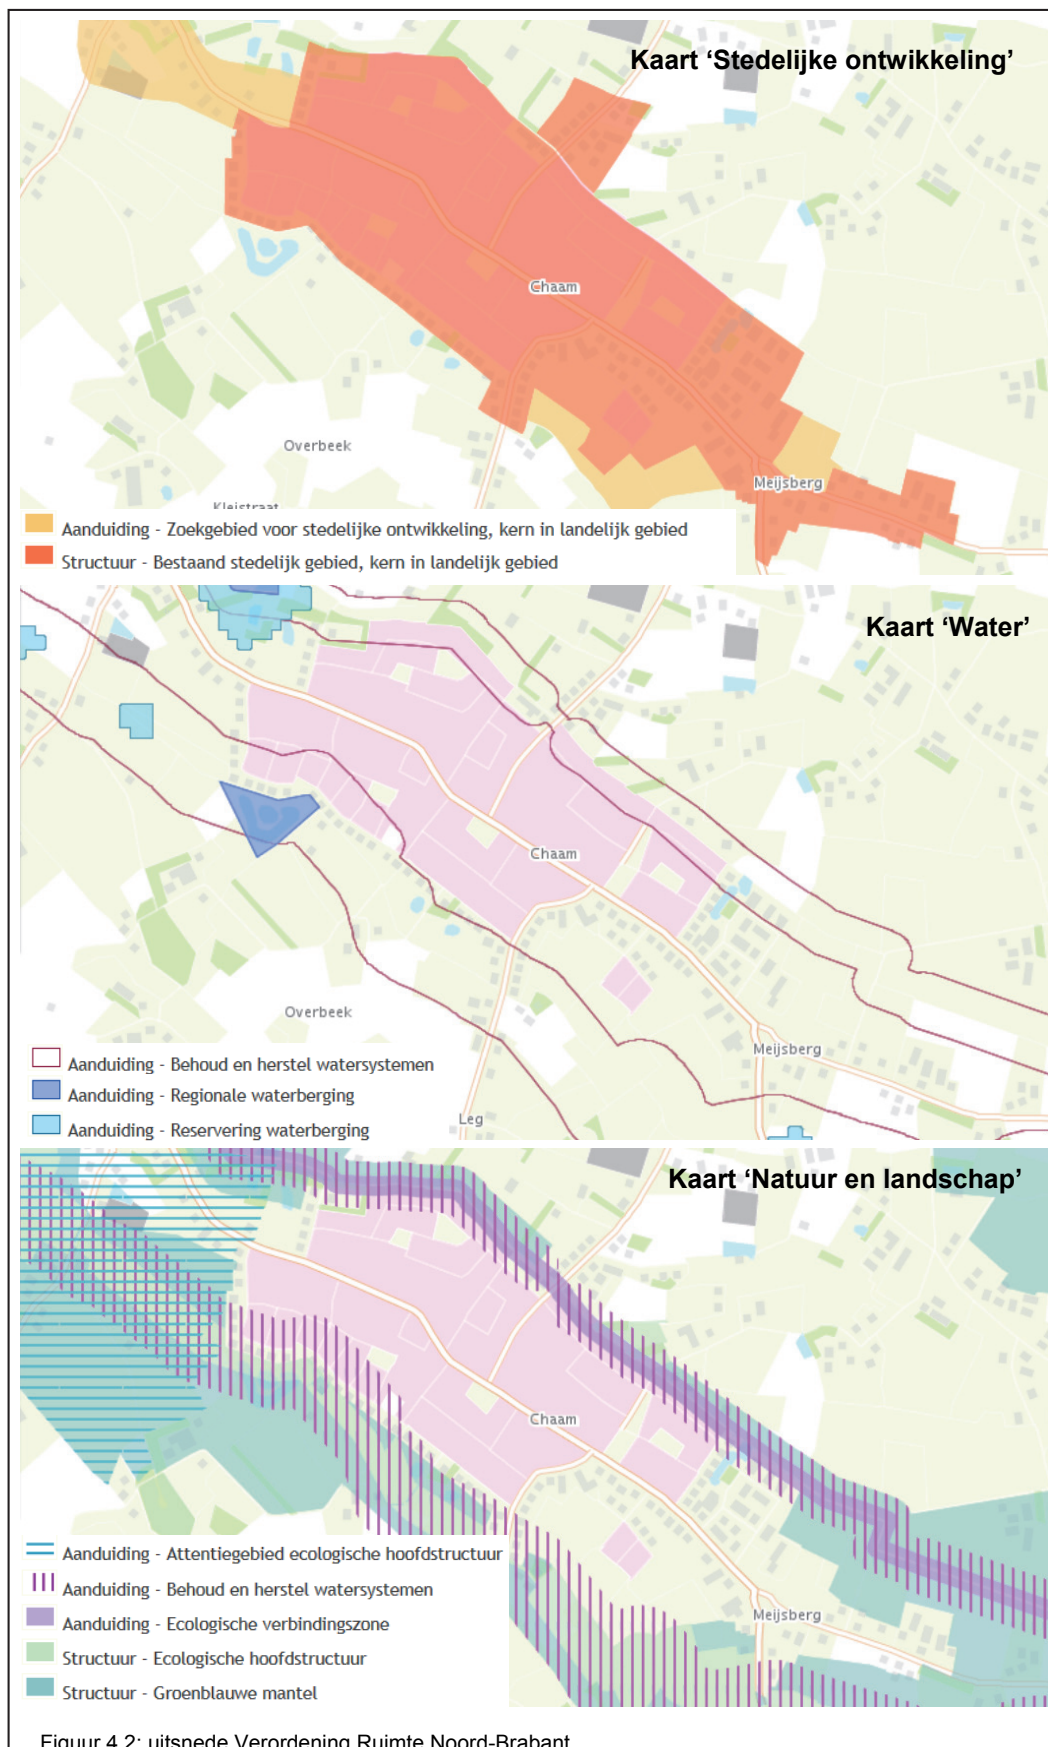 Kaart ‘Stedelijke ontwikkeling’
Chaam
Overbeek
Meijsberg
Kleistraat
Aanduiding - Zoekgebied voor stedelijke ontwikkeling, kern in landelijk gebied
Structuur - Bestaand stedelijk gebied, kern in landelijk gebied
Kaart ‘Water’
Chaam
Overbeek
Meijsberg
Aanduiding - Behoud en herstel watersystemen
Aanduiding - Regionale waterberging
Leg
Aanduiding - Reservering waterberging
Kaart ‘Natuur en landschap’
Chaam
Aanduiding - Attentiegebied ecologische hoofdstructuur
Aanduiding - Behoud en herstel watersystemen
Meijsberg
Aanduiding - Ecologische verbindingszone
Structuur - Ecologische hoofdstructuur
Structuur - Groenblauwe mantel
Figuur 4.2: uitsnede Verordening Ruimte Noord-Brabant